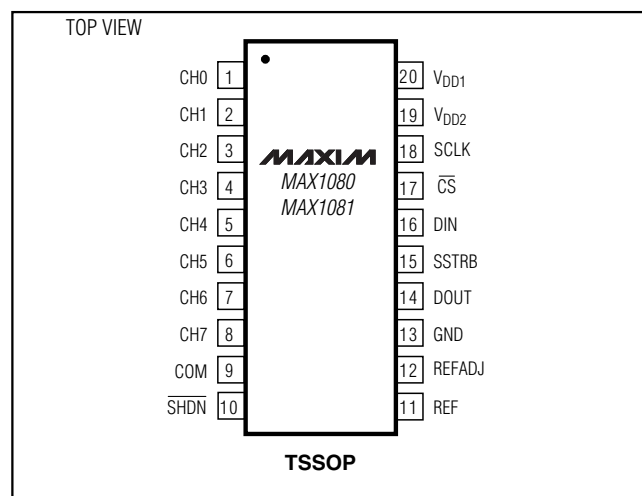 TOP VIEW
CH0 1 20 VDD1
CH1 2 19 VDD2
CH2 3 MAXIM 18 SCLK
CH3 4 MAX1080 17 C̅S̅
CH4 5 MAX1081 16 DIN
CH5 6 15 SSTRB
CH6 7 14 DOUT
CH7 8 13 GND
COM 9 12 REFADJ
S̅H̅D̅N̅ 10 11 REF
TSSOP